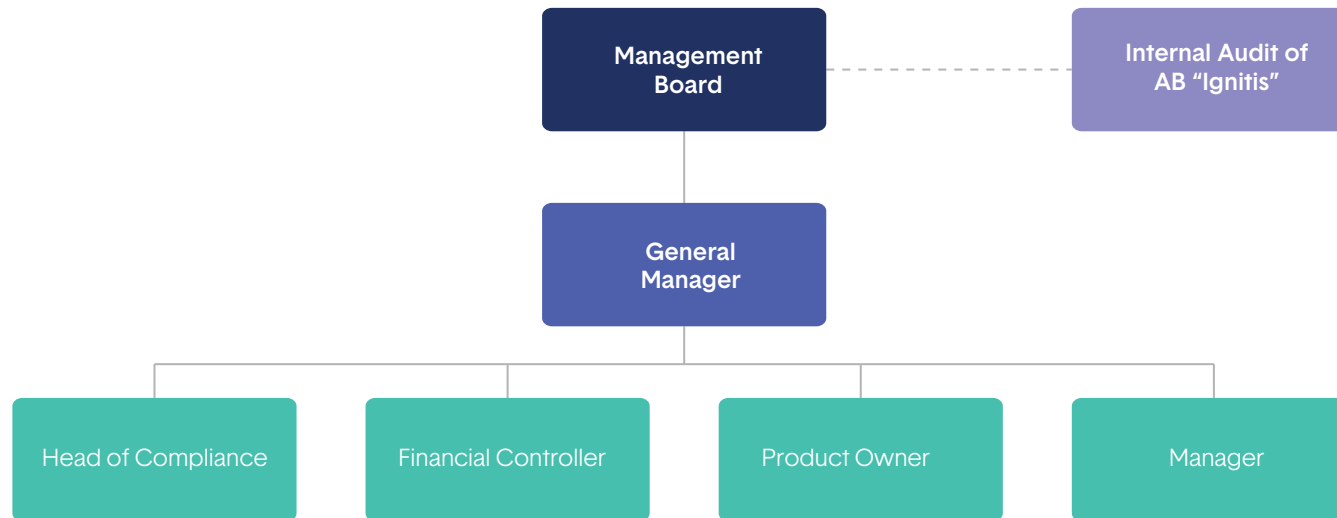 Management
Board
Internal Audit of
AB “Ignitis”
General
Manager
Head of Compliance
Financial Controller
Product Owner
Manager